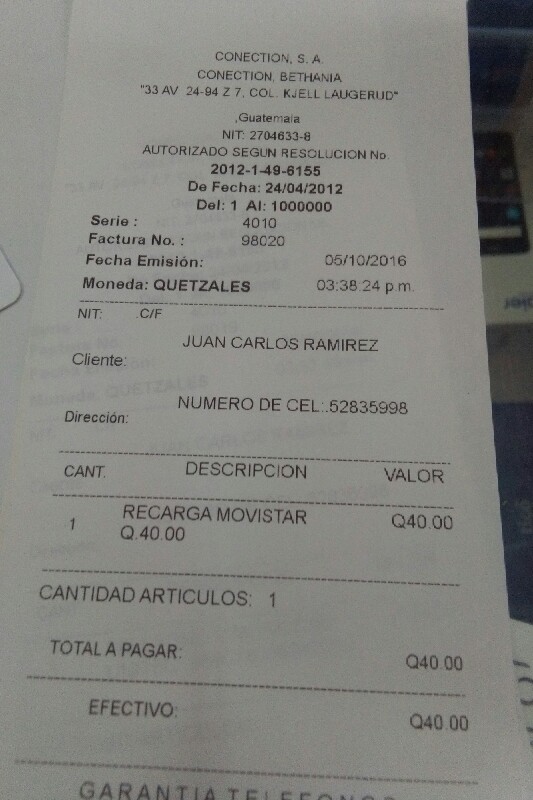 CONECTION, S. A.
CONECTION, BETHANIA
"33 AV 24-94 Z 7, COL. KJELL LAUGERUD"
,Guatemala
NIT: 2704633-8
AUTORIZADO SEGUN RESOLUCION No.
2012-1-49-6155
De Fecha: 24/04/2012
Del: 1 Al: 1000000
Serie : 4010
Factura No. : 98020
Fecha Emisión: 05/10/2016
Moneda: QUETZALES 03:38:24 p.m.
NIT: .C/F
JUAN CARLOS RAMIREZ
Cliente:
NUMERO DE CEL:.52835998
Dirección:
CANT. DESCRIPCION VALOR
1 RECARGA MOVISTAR Q40.00
Q.40.00
CANTIDAD ARTICULOS: 1
TOTAL A PAGAR: Q40.00
EFECTIVO: Q40.00
GARANTIA